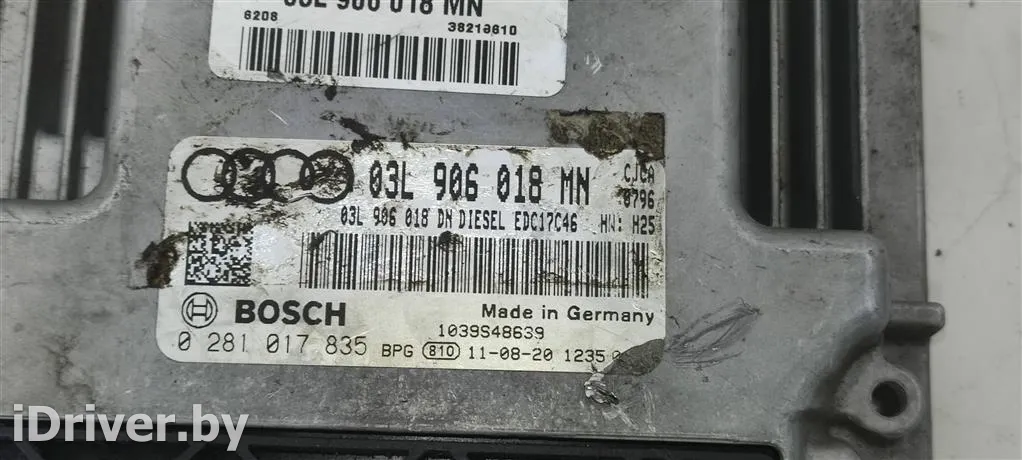 03L 906 018 MN
6208 38213610
03L 906 018 MN CJCA
0796
03L 906 018 DN DIESEL EDC17C46 HW: H25
BOSCH Made in Germany
1039S48639
0 281 017 835 BPG 810 11-08-20 1235
iDriver.by